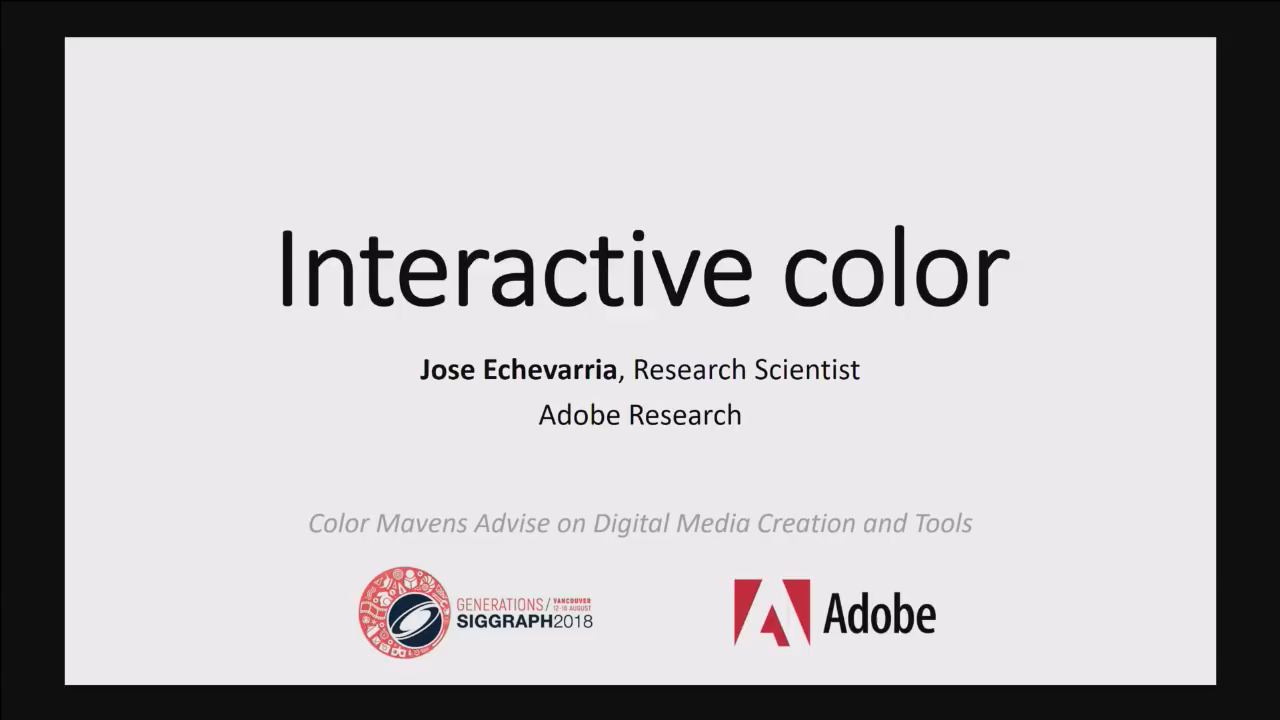 Interactive color
Jose Echevarria, Research Scientist
Adobe Research
Color Mavens Advise on Digital Media Creation and Tools
GENERATIONS / VANCOUVER
12-16 AUGUST
SIGGRAPH2018
Adobe